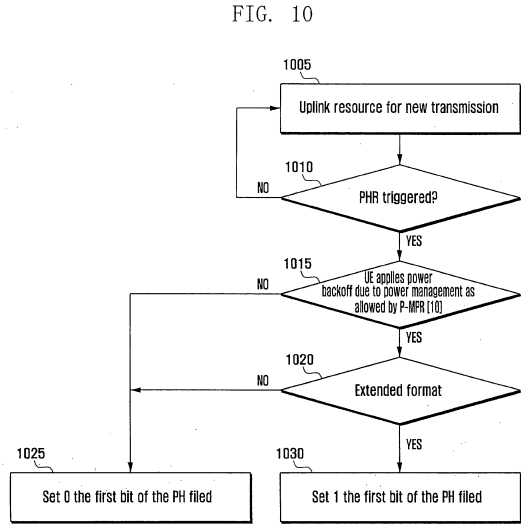 FIG. 10
1005
Uplink resource for new transmission
1010
NO
PHR triggered?
YES
1015
NO
UE applies power
backoff due to power management as
allowed by P-MPR [10]
YES
1020
NO
Extended format
YES
1025
1030
Set 0 the first bit of the PH filed
Set 1 the first bit of the PH filed